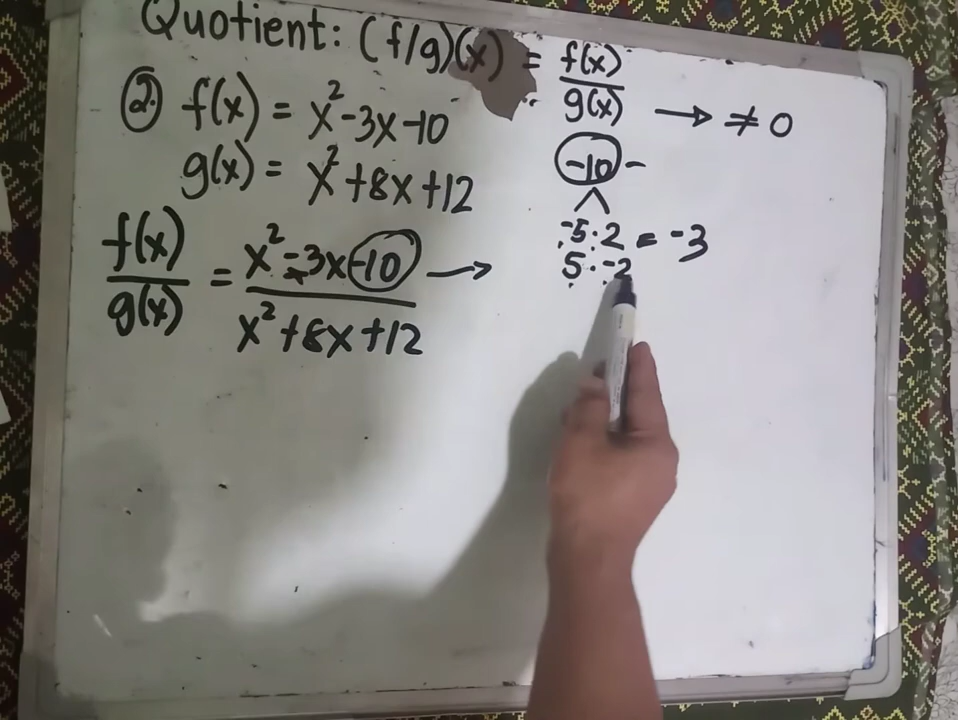 Quotient: (f/g)(x) = f(x)/g(x) → ≠ 0
2. f(x) = x²-3x-10
g(x) = x²+8x+12
f(x)/g(x) = x²-3x-10/x²+8x+12 →
-10 -
-5·2 = -3
5·-2